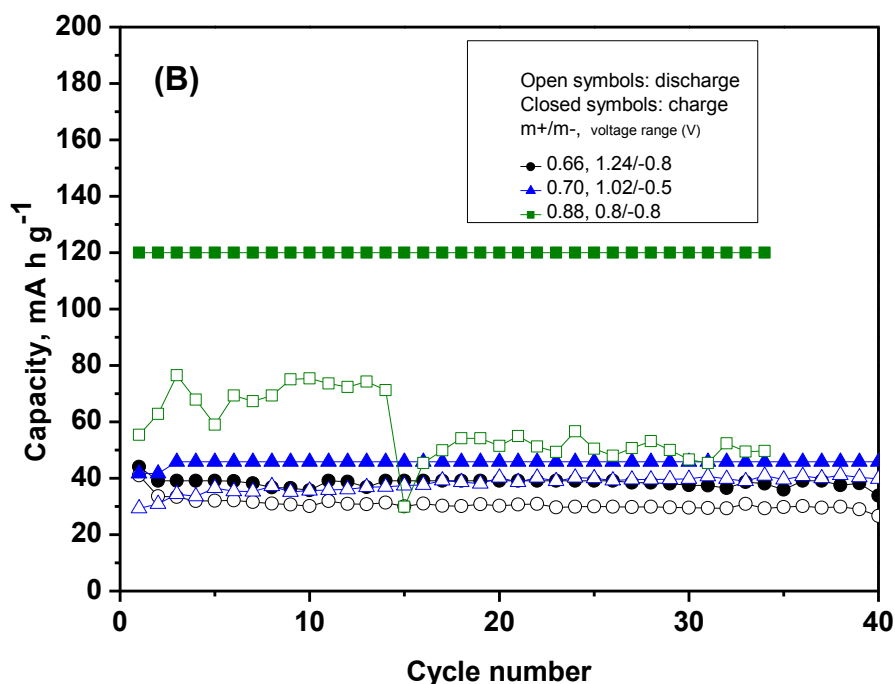 200
180
160
140
120
100
80
60
40
20
0
Capacity, mA h g-1
(B)
Open symbols: discharge
Closed symbols: charge
m+/m-, voltage range (V)
0.66, 1.24/-0.8
0.70, 1.02/-0.5
0.88, 0.8/-0.8
0 10 20 30 40
Cycle number